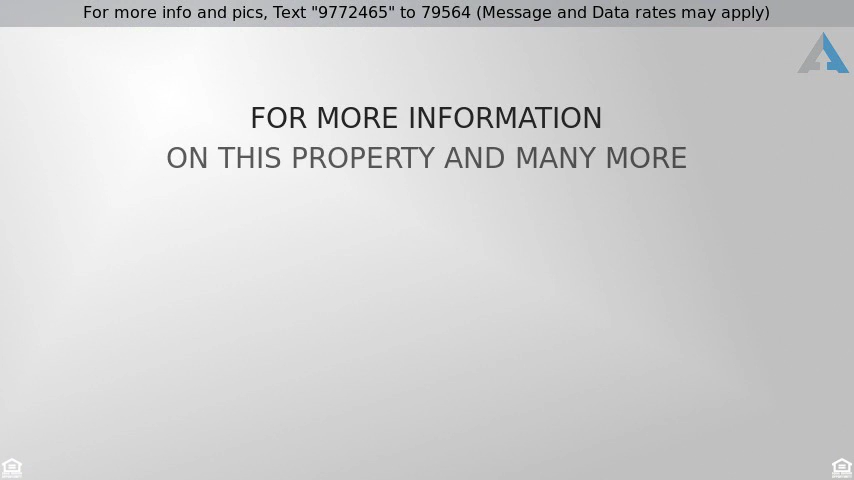 For more info and pics, Text "9772465" to 79564 (Message and Data rates may apply)
FOR MORE INFORMATION
ON THIS PROPERTY AND MANY MORE